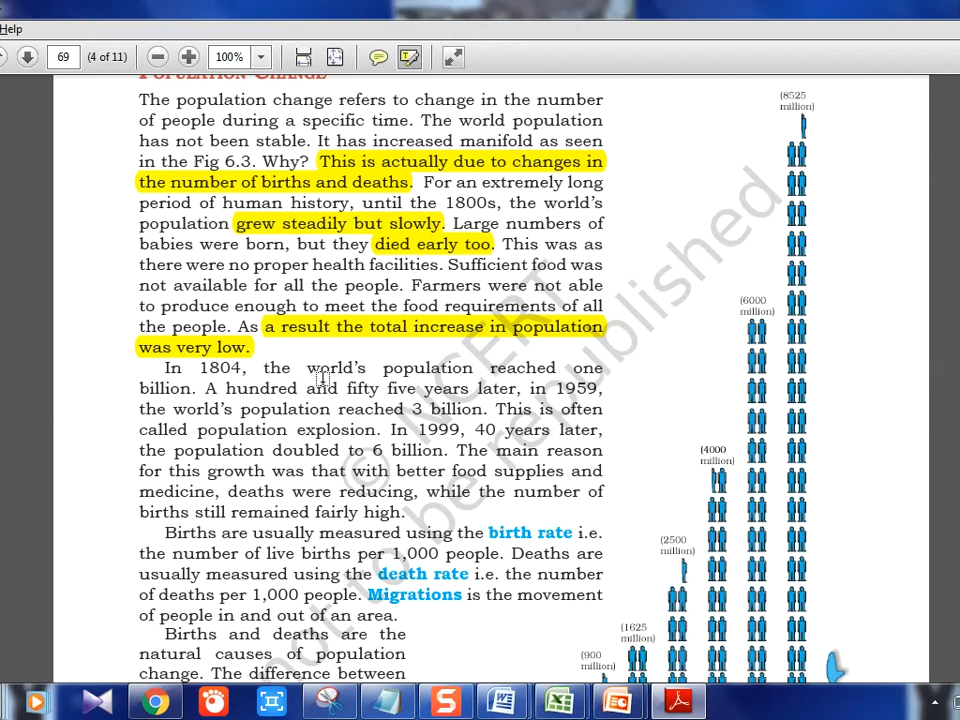 Help
69
(4 of 11)
100%
POPULATION CHANGE
The population change refers to change in the number
of people during a specific time. The world population
has not been stable. It has increased manifold as seen
in the Fig 6.3. Why? This is actually due to changes in
the number of births and deaths. For an extremely long
period of human history, until the 1800s, the world's
population grew steadily but slowly. Large numbers of
babies were born, but they died early too. This was as
there were no proper health facilities. Sufficient food was
not available for all the people. Farmers were not able
to produce enough to meet the food requirements of all
the people. As a result the total increase in population
was very low.
In 1804, the world's population reached one
billion. A hundred and fifty five years later, in 1959,
the world's population reached 3 billion. This is often
called population explosion. In 1999, 40 years later,
the population doubled to 6 billion. The main reason
for this growth was that with better food supplies and
medicine, deaths were reducing, while the number of
births still remained fairly high.
Births are usually measured using the birth rate i.e.
the number of live births per 1,000 people. Deaths are
usually measured using the death rate i.e. the number
of deaths per 1,000 people. Migrations is the movement
of people in and out of an area.
Births and deaths are the
natural causes of population
change. The difference between
(8525
million)
(6000
million)
(4000
million)
(2500
million)
(1625
million)
(900
million)
© NCERT
not to be republished